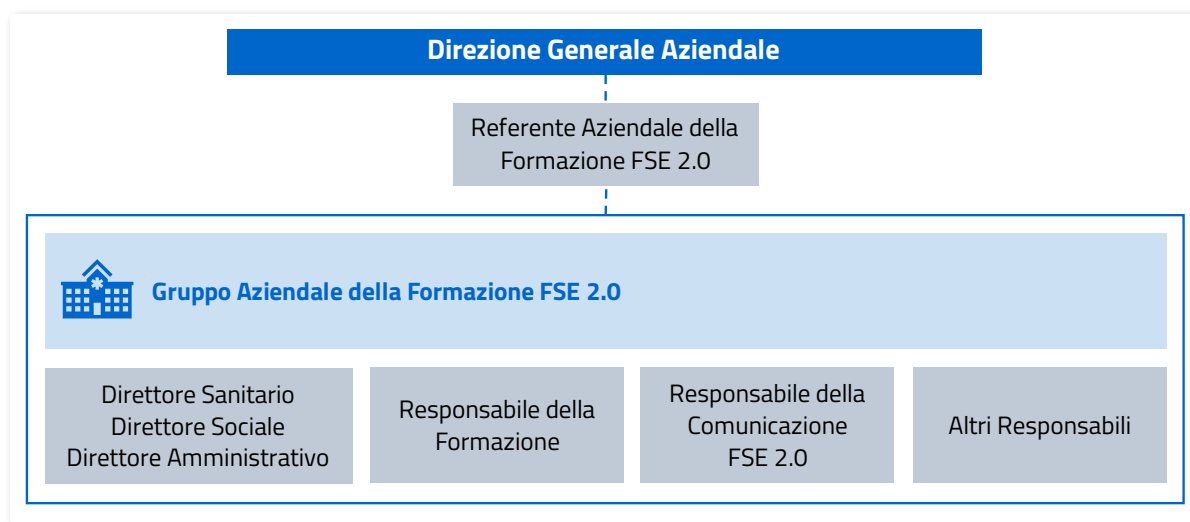 Direzione Generale Aziendale
Referente Aziendale della
Formazione FSE 2.0
Gruppo Aziendale della Formazione FSE 2.0
Direttore Sanitario
Direttore Sociale
Direttore Amministrativo
Responsabile della
Formazione
Responsabile della
Comunicazione
FSE 2.0
Altri Responsabili